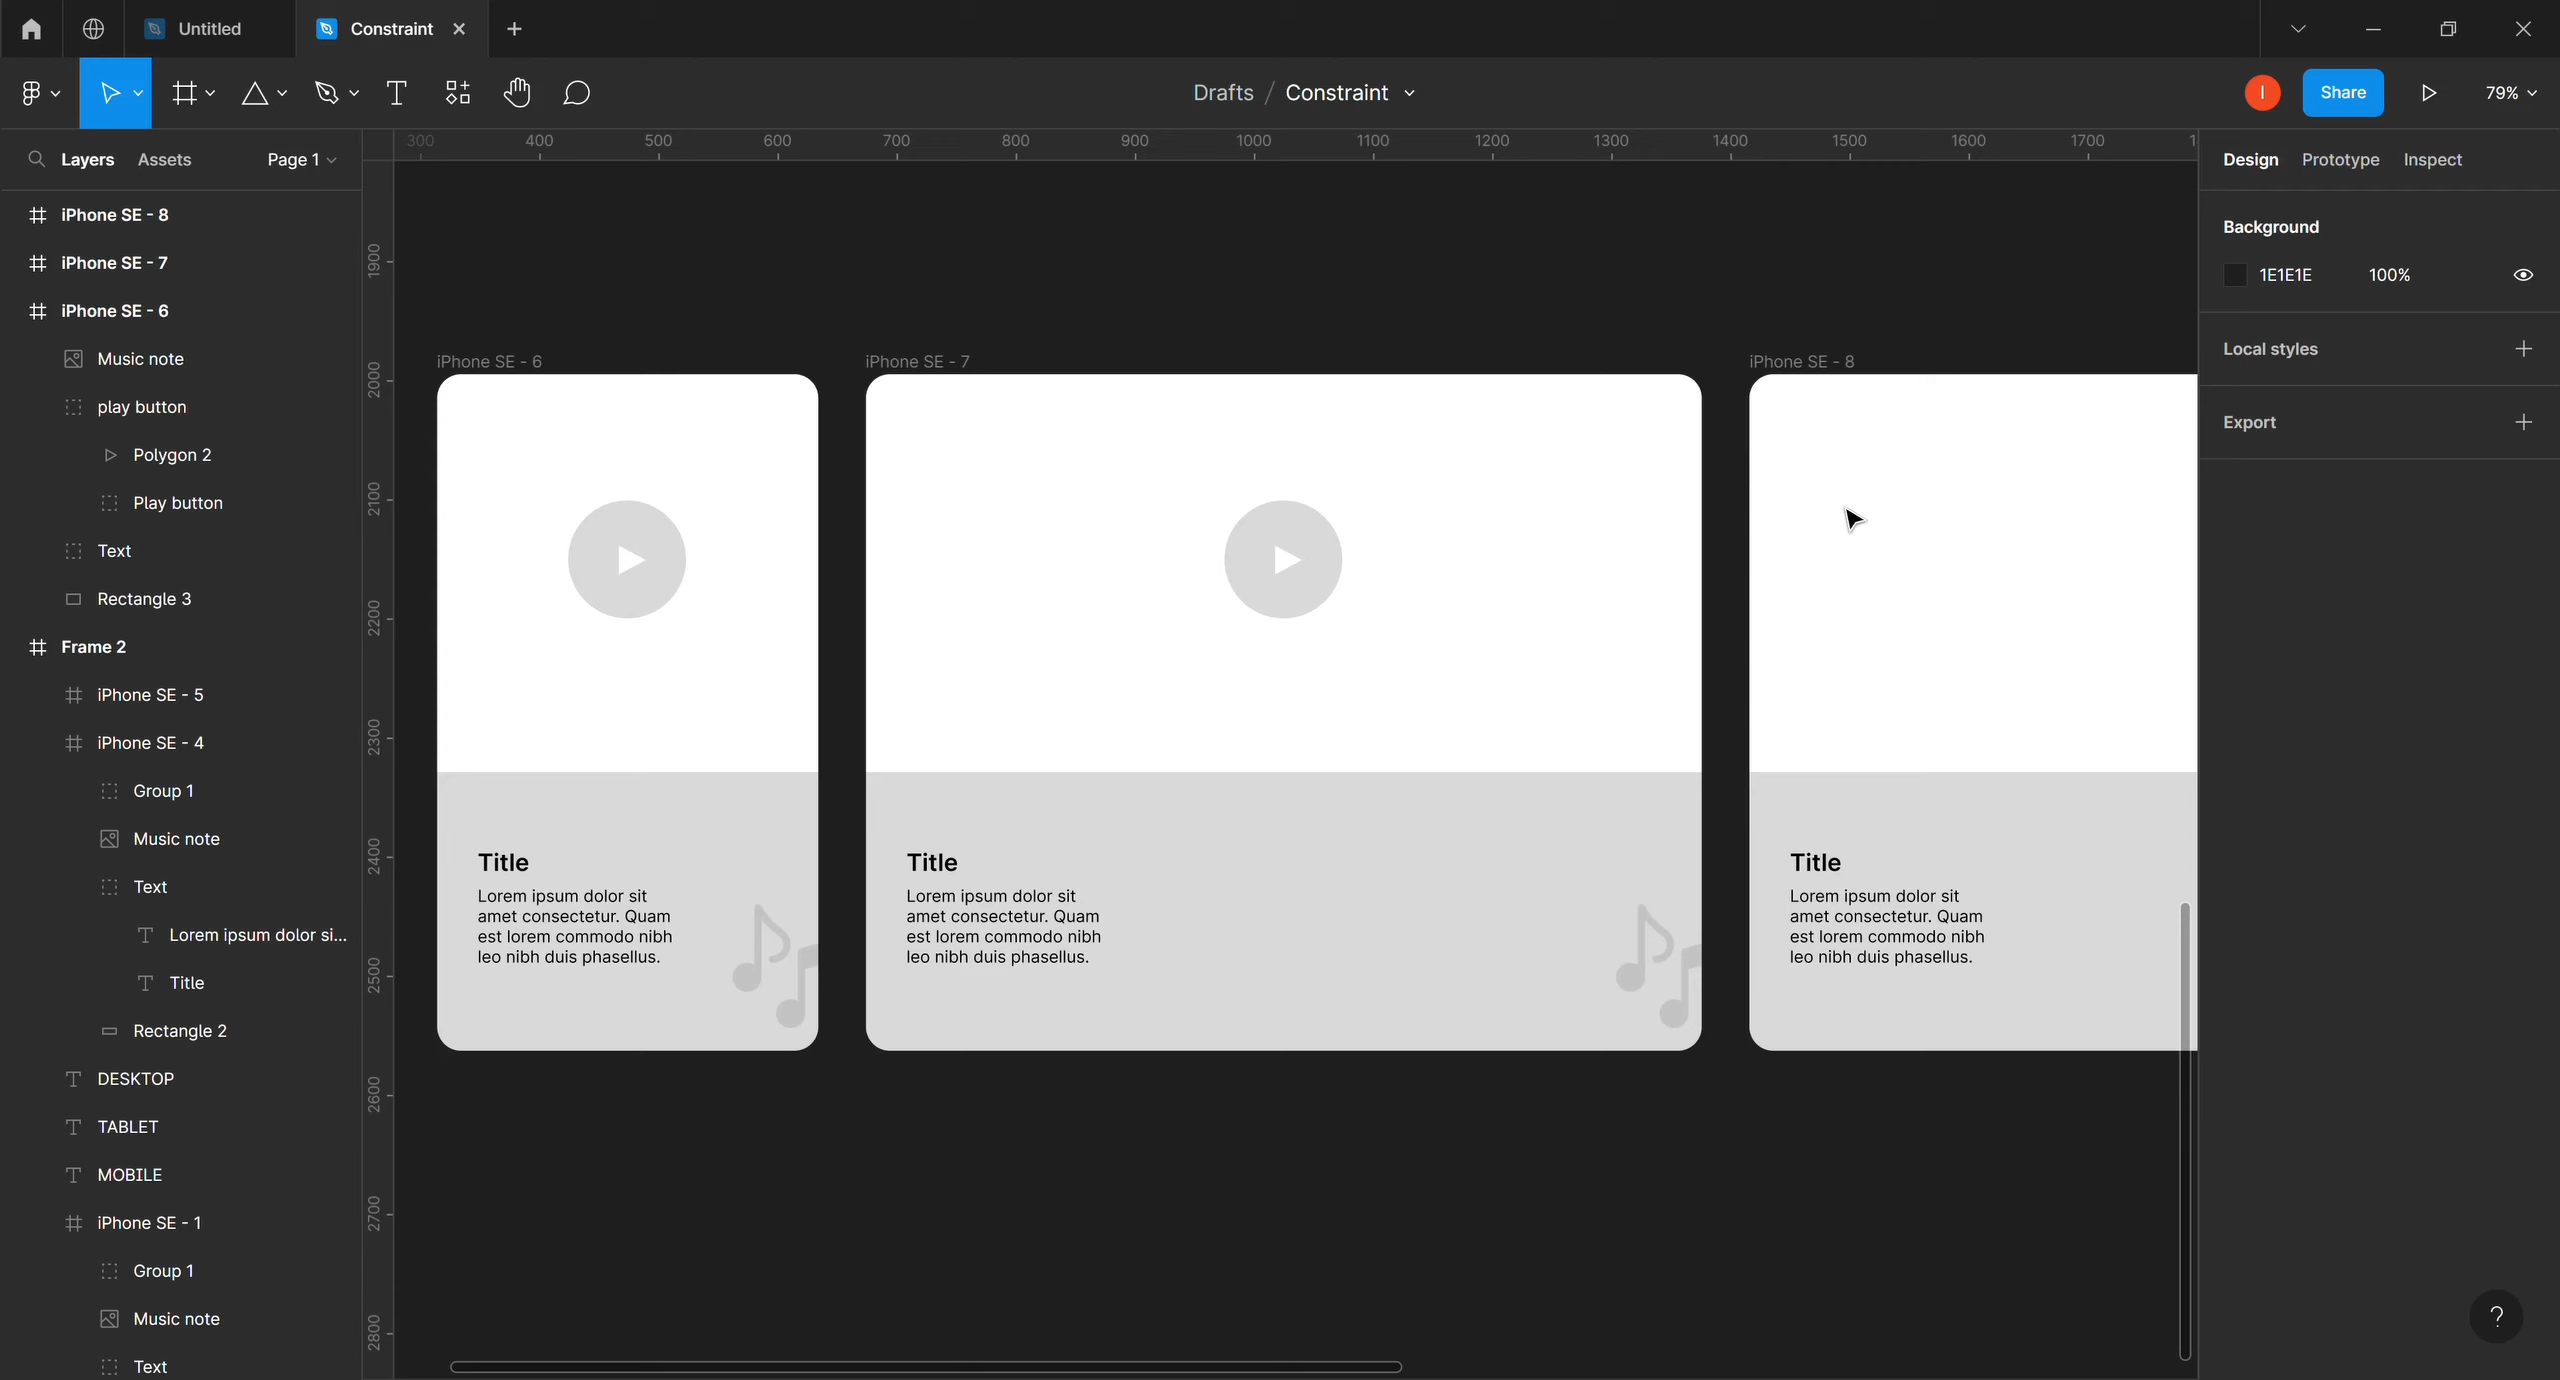 Untitled
Constraint
Drafts / Constraint
I
Share
79%
Layers
Assets
Page 1
300 400 500 600 700 800 900 1000 1100 1200 1300 1400 1500 1600 1700
1900
2000
2100
2200
2300
2400
2500
2600
2700
2800
iPhone SE - 8
iPhone SE - 7
iPhone SE - 6
Music note
play button
Polygon 2
Play button
Text
Rectangle 3
Frame 2
iPhone SE - 5
iPhone SE - 4
Group 1
Music note
Text
Lorem ipsum dolor si...
Title
Rectangle 2
DESKTOP
TABLET
MOBILE
iPhone SE - 1
Group 1
Music note
Text
iPhone SE - 6
Title
Lorem ipsum dolor sit
amet consectetur. Quam
est lorem commodo nibh
leo nibh duis phasellus.
iPhone SE - 7
Title
Lorem ipsum dolor sit
amet consectetur. Quam
est lorem commodo nibh
leo nibh duis phasellus.
iPhone SE - 8
Title
Lorem ipsum dolor sit
amet consectetur. Quam
est lorem commodo nibh
leo nibh duis phasellus.
Design
Prototype
Inspect
Background
1E1E1E
100%
Local styles
Export
?